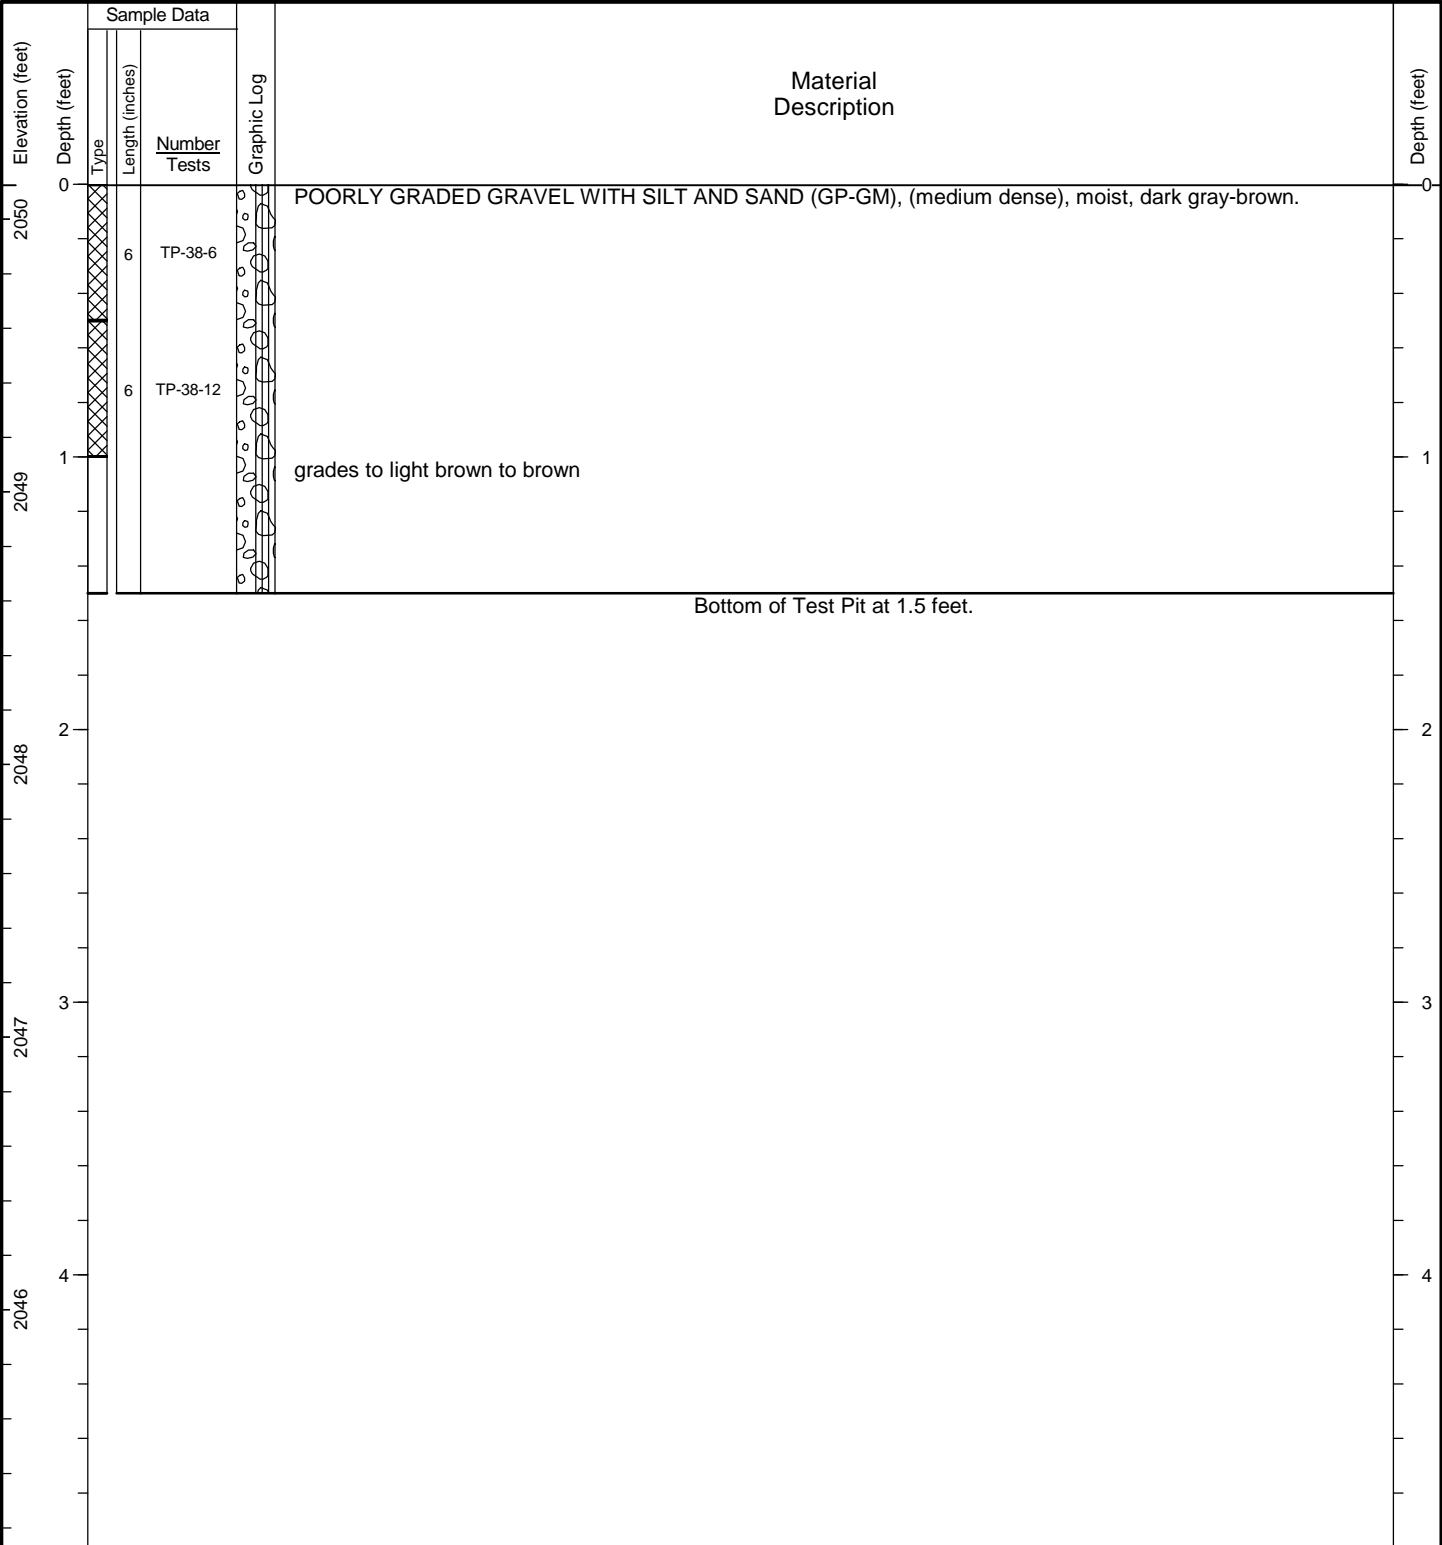 Sample Data
Elevation (feet)
Depth (feet)
Type
Length (inches)
Number
Tests
Graphic Log
Material
Description
Depth (feet)
0
POORLY GRADED GRAVEL WITH SILT AND SAND (GP-GM), (medium dense), moist, dark gray-brown.
0
2050
6
TP-38-6
6
TP-38-12
1
grades to light brown to brown
1
2049
Bottom of Test Pit at 1.5 feet.
2
2
2048
3
3
2047
4
4
2046